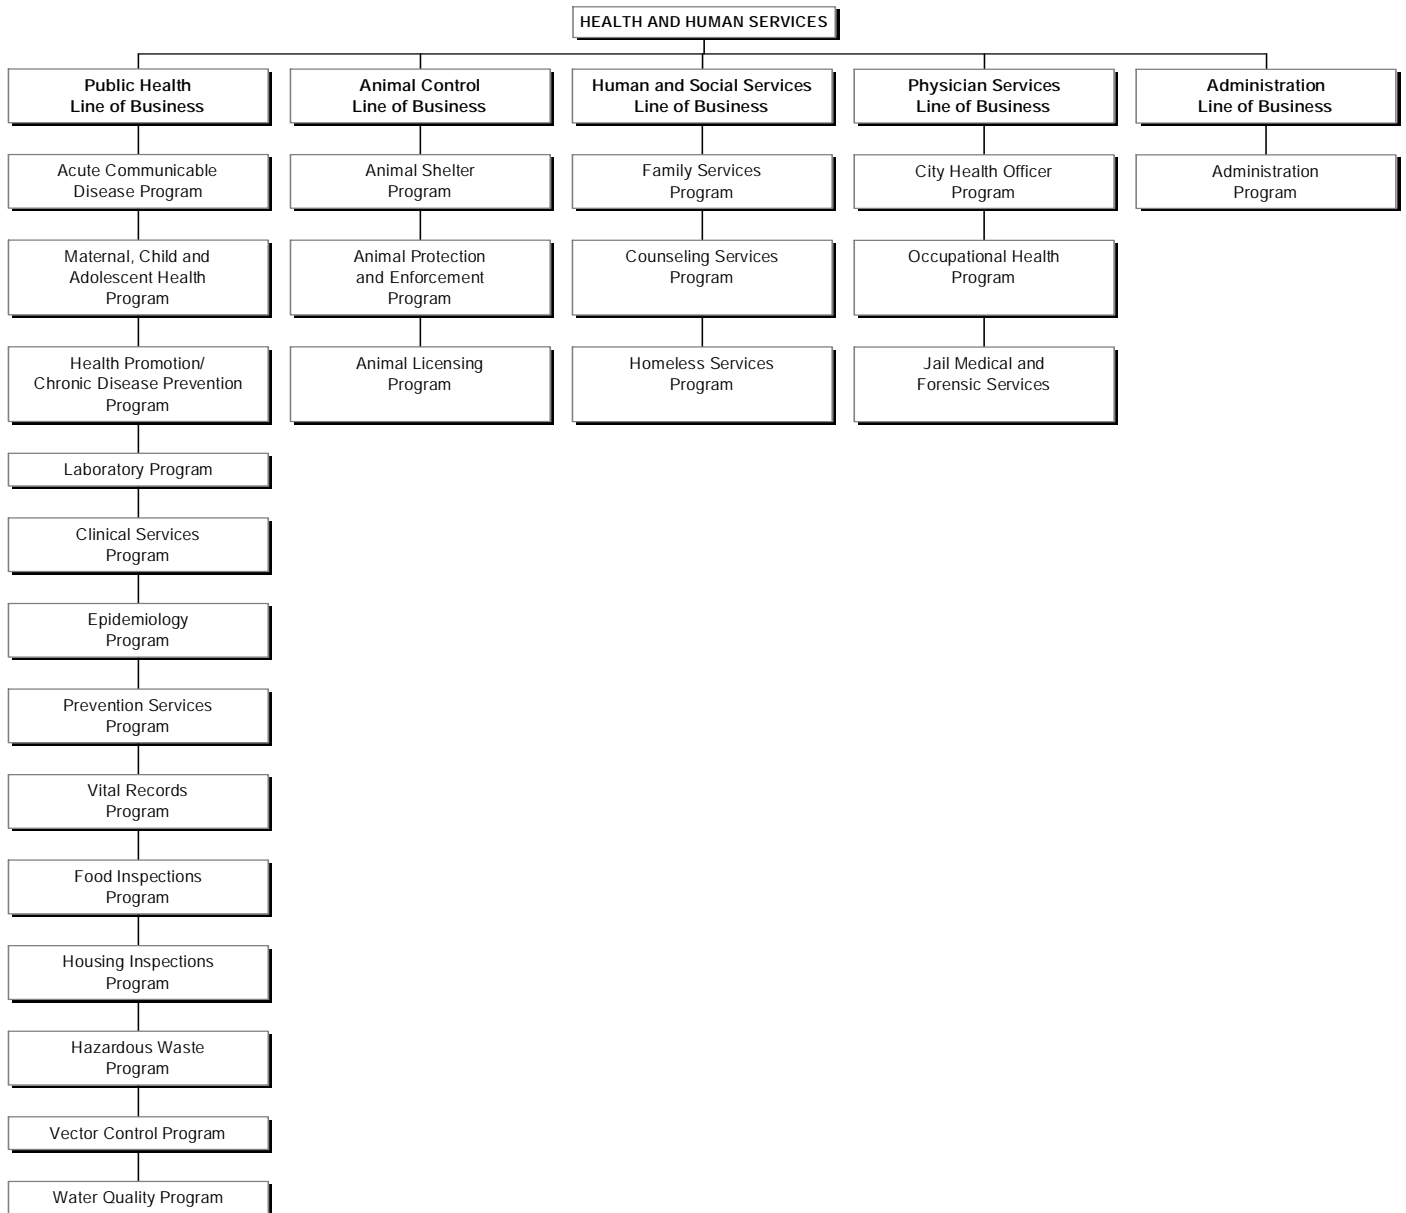 HEALTH AND HUMAN SERVICES
Public Health
Line of Business
Animal Control
Line of Business
Human and Social Services
Line of Business
Physician Services
Line of Business
Administration
Line of Business
Acute Communicable
Disease Program
Animal Shelter
Program
Family Services
Program
City Health Officer
Program
Administration
Program
Maternal, Child and
Adolescent Health
Program
Animal Protection
and Enforcement
Program
Counseling Services
Program
Occupational Health
Program
Health Promotion/
Chronic Disease Prevention
Program
Animal Licensing
Program
Homeless Services
Program
Jail Medical and
Forensic Services
Laboratory Program
Clinical Services
Program
Epidemiology
Program
Prevention Services
Program
Vital Records
Program
Food Inspections
Program
Housing Inspections
Program
Hazardous Waste
Program
Vector Control Program
Water Quality Program